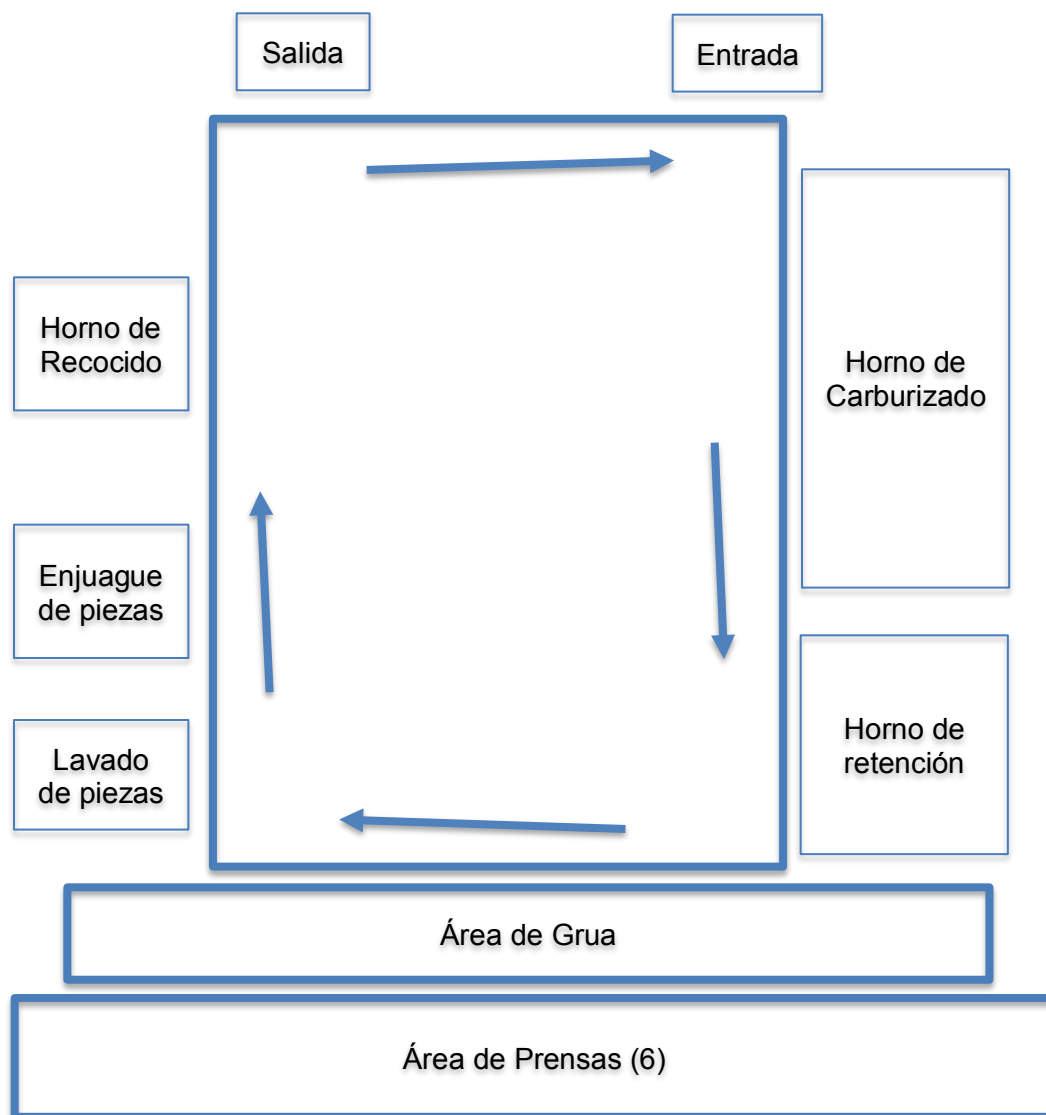 Salida
Entrada
Horno de
Recocido
Horno de
Carburizado
Enjuague
de piezas
Horno de
retención
Lavado
de piezas
Área de Grua
Área de Prensas (6)